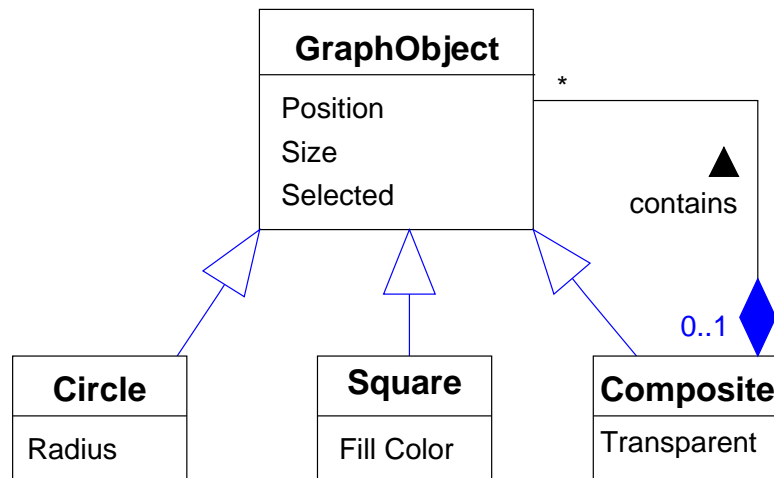 GraphObject
*
Position
Size
Selected
contains
0..1
Circle
Square
Composite
Radius
Fill Color
Transparent